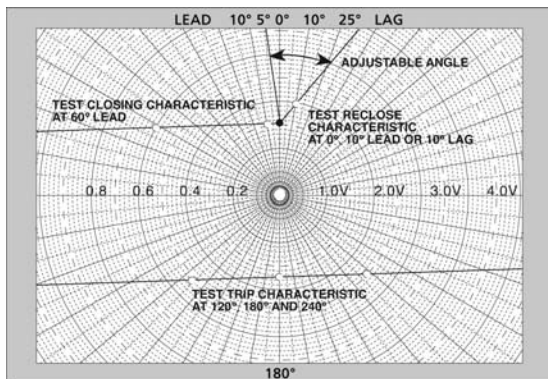 LEAD 10° 5° 0° 10° 25° LAG
ADJUSTABLE ANGLE
TEST CLOSING CHARACTERISTIC
AT 60° LEAD
TEST RECLOSE
CHARACTERISTIC
AT 0°, 10° LEAD OR 10° LAG
0.8 0.6 0.4 0.2 1.0V 2.0V 3.0V 4.0V
TEST TRIP CHARACTERISTIC
AT 120°, 180° AND 240°
180°